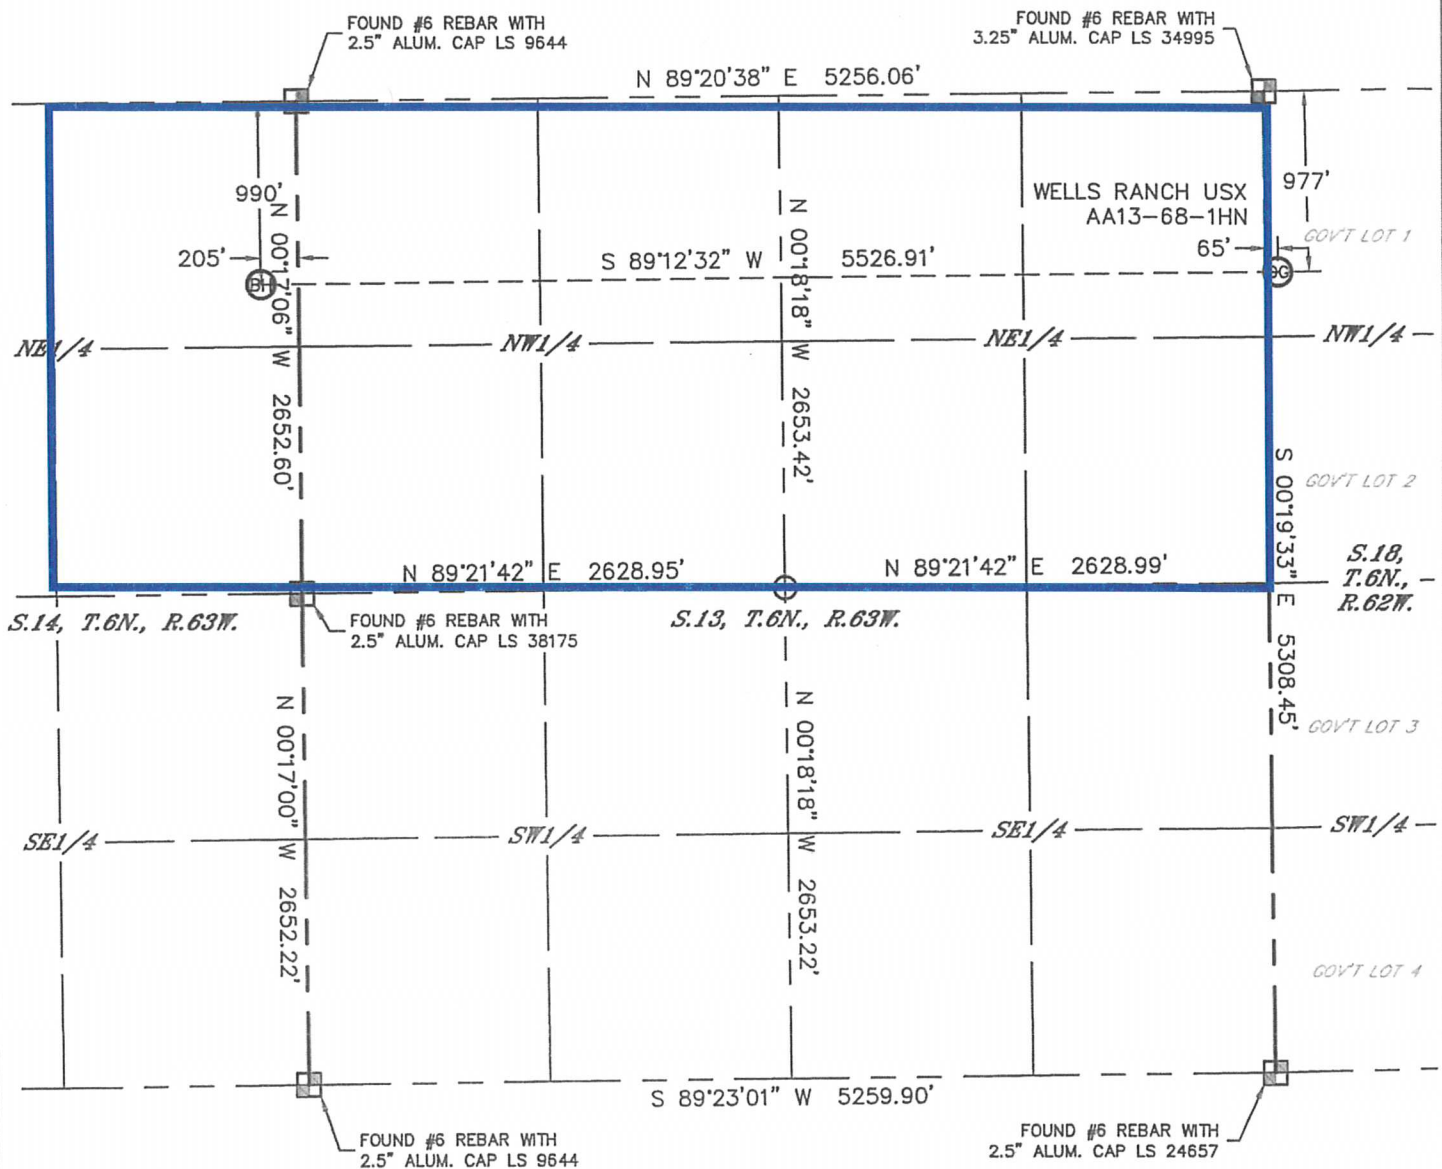 FOUND #6 REBAR WITH
2.5" ALUM. CAP LS 9644
FOUND #6 REBAR WITH
3.25" ALUM. CAP LS 34995
N 89°20'38" E 5256.06'
990'
977'
WELLS RANCH USX
AA13-68-1HN
GOV'T LOT 1
205'
65'
S 89°12'32" W 5526.91'
BH
N 00°17'06" W 2652.60'
N 00°18'18" W 2653.42'
NE1/4
NW1/4
NE1/4
NW1/4
S 00°19'33" E 5308.45'
GOV'T LOT 2
N 89°21'42" E 2628.95'
N 89°21'42" E 2628.99'
S.18,
T.6N.,
R.62W.
S.14, T.6N., R.63W.
FOUND #6 REBAR WITH
2.5" ALUM. CAP LS 38175
S.13, T.6N., R.63W.
N 00°17'00" W 2652.22'
N 00°18'18" W 2653.22'
GOV'T LOT 3
SE1/4
SW1/4
SE1/4
SW1/4
GOV'T LOT 4
S 89°23'01" W 5259.90'
FOUND #6 REBAR WITH
2.5" ALUM. CAP LS 9644
FOUND #6 REBAR WITH
2.5" ALUM. CAP LS 24657